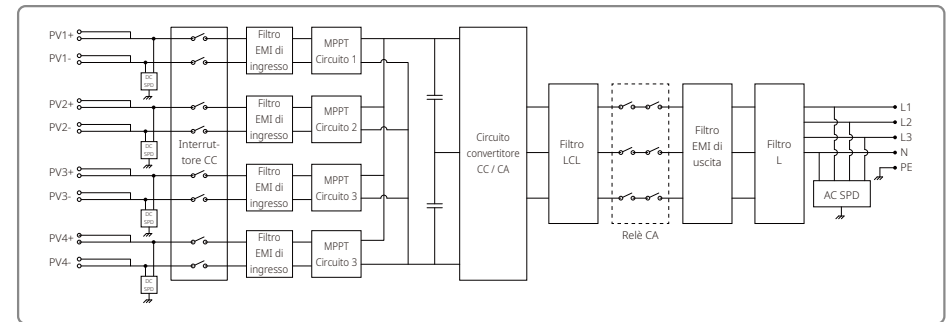 PV1+
PV1-
DC
SPD
PV2+
PV2-
DC
SPD
PV3+
PV3-
DC
SPD
PV4+
PV4-
DC
SPD
Interrut-
tore CC
Filtro
EMI di
ingresso
MPPT
Circuito 1
Filtro
EMI di
ingresso
MPPT
Circuito 2
Filtro
EMI di
ingresso
MPPT
Circuito 3
Filtro
EMI di
ingresso
MPPT
Circuito 3
Circuito
convertitore
CC / CA
Filtro
LCL
Relè CA
Filtro
EMI di
uscita
Filtro
L
L1
L2
L3
N
PE
AC SPD